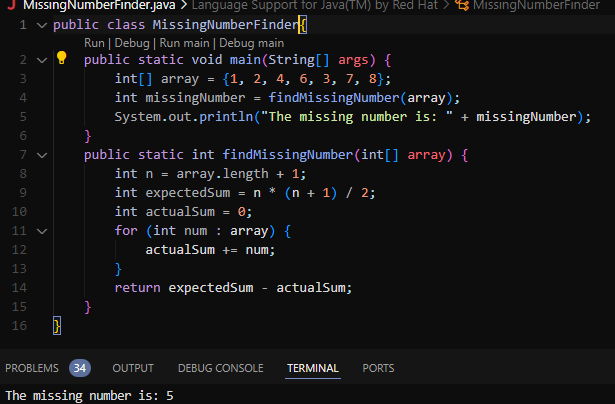 MissingNumberFinder.java > Language Support for Java(TM) by Red Hat > MissingNumberFinder
1 public class MissingNumberFinder{
Run | Debug | Run main | Debug main
2     public static void main(String[] args) {
3         int[] array = {1, 2, 4, 6, 3, 7, 8};
4         int missingNumber = findMissingNumber(array);
5         System.out.println("The missing number is: " + missingNumber);
6     }
7     public static int findMissingNumber(int[] array) {
8         int n = array.length + 1;
9         int expectedSum = n * (n + 1) / 2;
10         int actualSum = 0;
11         for (int num : array) {
12             actualSum += num;
13         }
14         return expectedSum - actualSum;
15     }
16 }
PROBLEMS 34 OUTPUT DEBUG CONSOLE TERMINAL PORTS
The missing number is: 5